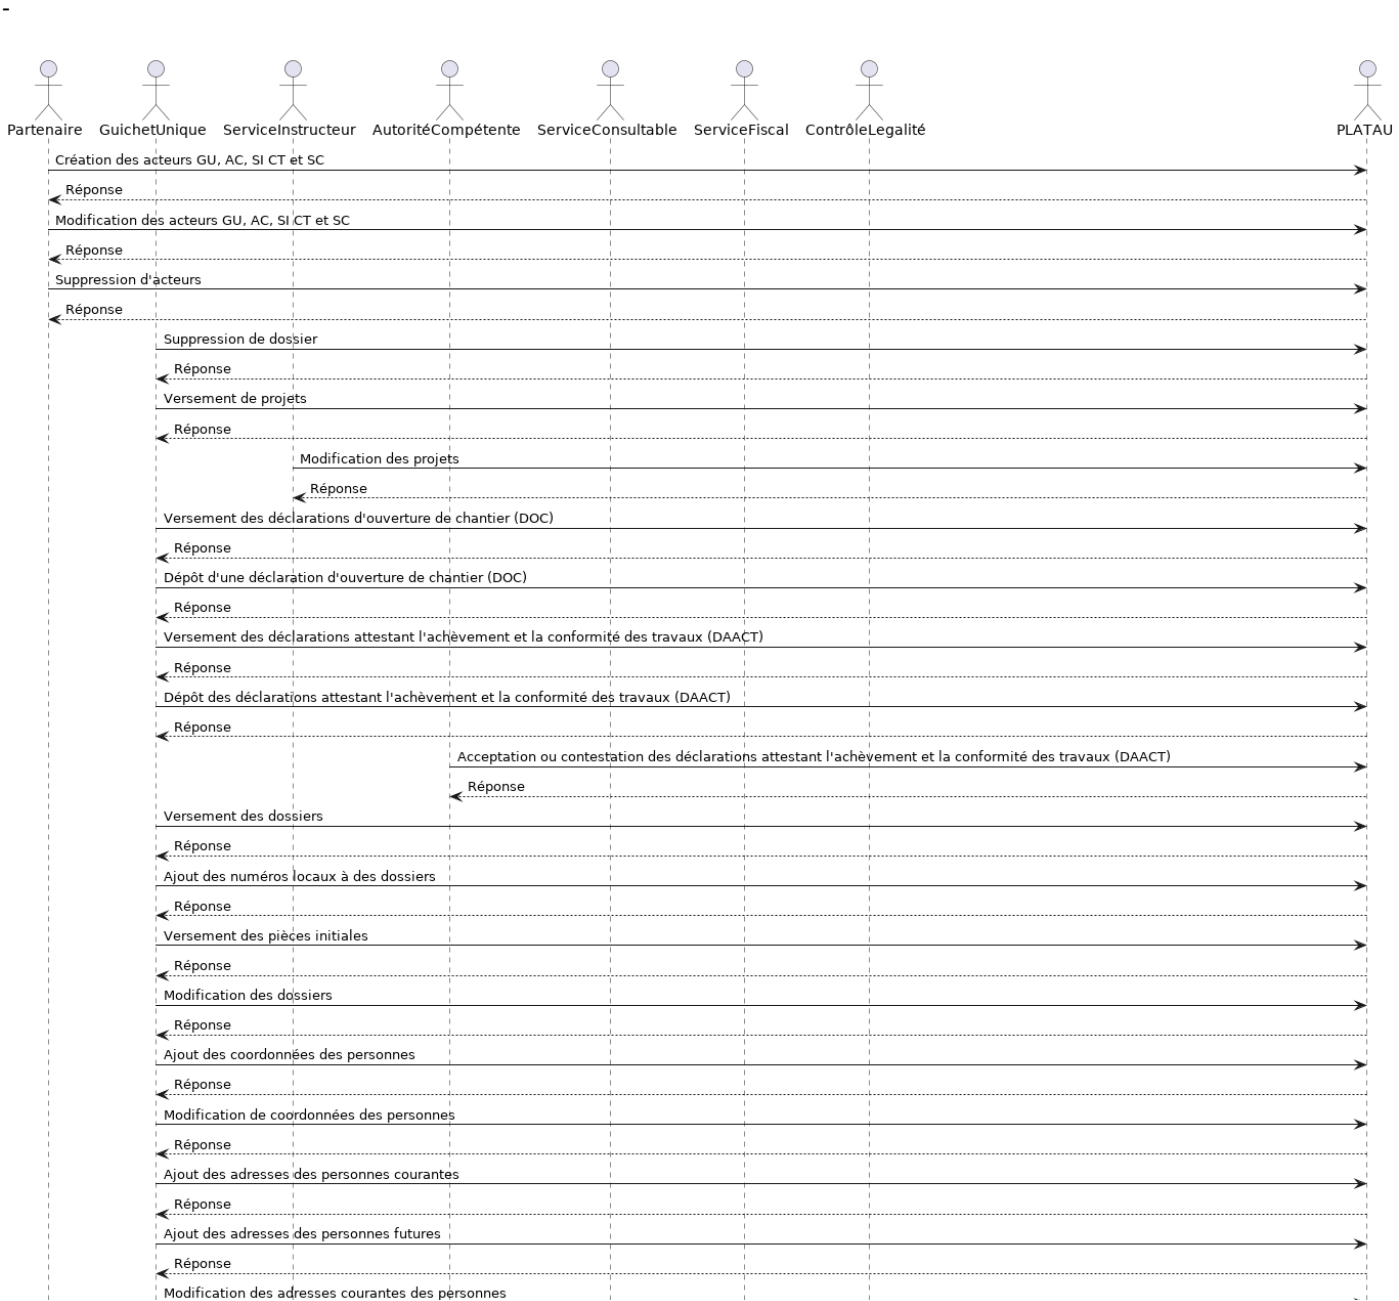 -
Partenaire GuichetUnique ServiceInstructeur AutoritéCompétente ServiceConsultable ServiceFiscal ContrôleLegalité PLATAU
Création des acteurs GU, AC, SI CT et SC
Réponse
Modification des acteurs GU, AC, SI CT et SC
Réponse
Suppression d'acteurs
Réponse
Suppression de dossier
Réponse
Versement de projets
Réponse
Modification des projets
Réponse
Versement des déclarations d'ouverture de chantier (DOC)
Réponse
Dépôt d'une déclaration d'ouverture de chantier (DOC)
Réponse
Versement des déclarations attestant l'achèvement et la conformité des travaux (DAACT)
Réponse
Dépôt des déclarations attestant l'achèvement et la conformité des travaux (DAACT)
Réponse
Acceptation ou contestation des déclarations attestant l'achèvement et la conformité des travaux (DAACT)
Réponse
Versement des dossiers
Réponse
Ajout des numéros locaux à des dossiers
Réponse
Versement des pièces initiales
Réponse
Modification des dossiers
Réponse
Ajout des coordonnées des personnes
Réponse
Modification de coordonnées des personnes
Réponse
Ajout des adresses des personnes courantes
Réponse
Ajout des adresses des personnes futures
Réponse
Modification des adresses courantes des personnes